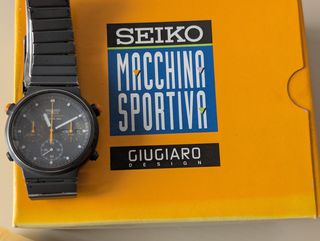 SEIKO
MACCHINA
SPORTIVA
GIUGIARO
DESIGN